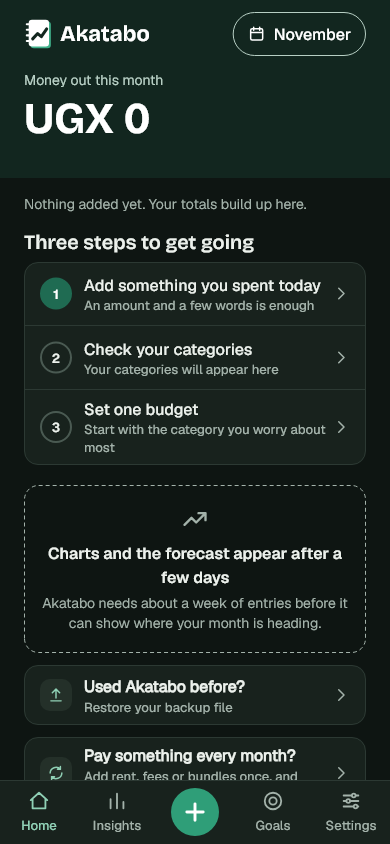 Akatabo
November
Money out this month
UGX 0
Nothing added yet. Your totals build up here.
Three steps to get going
1
Add something you spent today
An amount and a few words is enough
2
Check your categories
Your categories will appear here
3
Set one budget
Start with the category you worry about
most
Charts and the forecast appear after a
few days
Akatabo needs about a week of entries before it
can show where your month is heading.
Used Akatabo before?
Restore your backup file
Pay something every month?
Add rent, fees or bundles once, and
Home
Insights
Goals
Settings